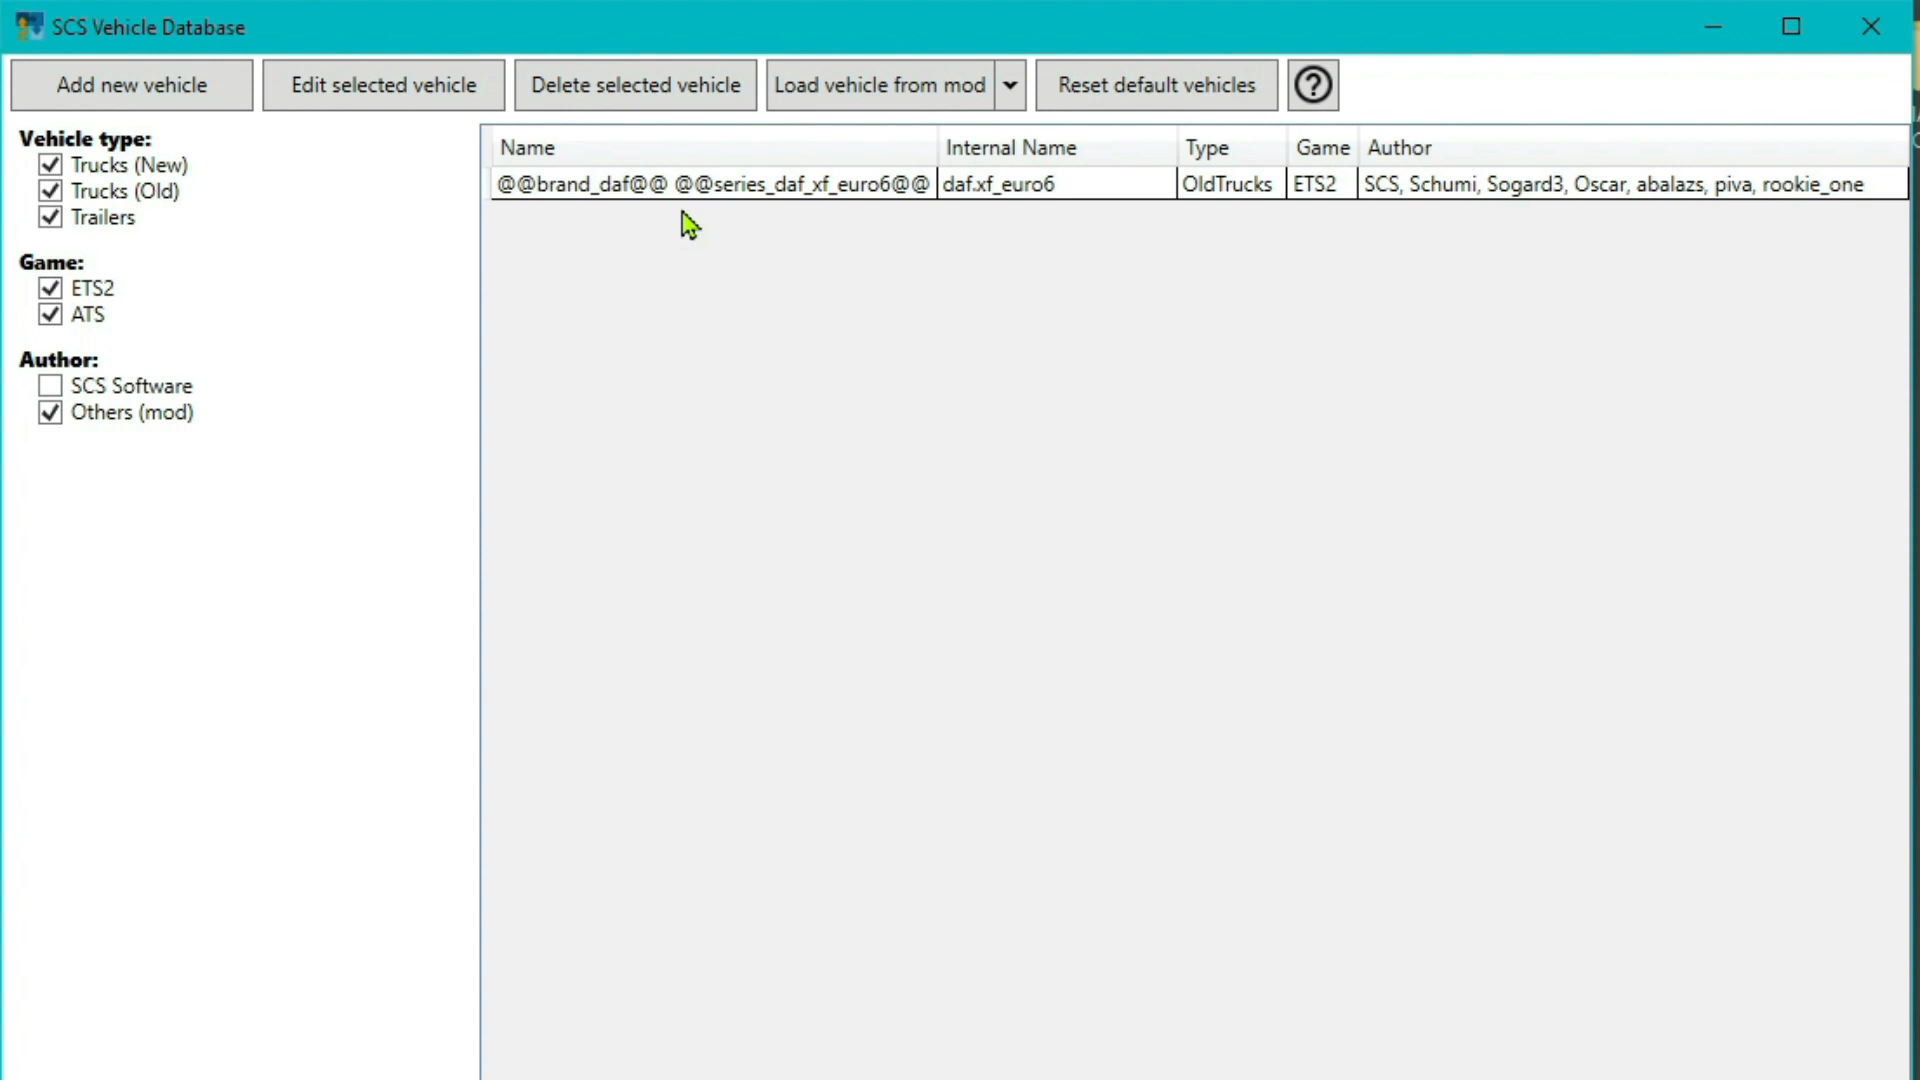 SCS Vehicle Database
Add new vehicle
Edit selected vehicle
Delete selected vehicle
Load vehicle from mod
Reset default vehicles
?
Vehicle type:
Trucks (New)
Trucks (Old)
Trailers
Game:
ETS2
ATS
Author:
SCS Software
Others (mod)
Name Internal Name Type Game Author
@@brand_daf@@ @@series_daf_xf_euro6@@ daf.xf_euro6 OldTrucks ETS2 SCS, Schumi, Sogard3, Oscar, abalazs, piva, rookie_one